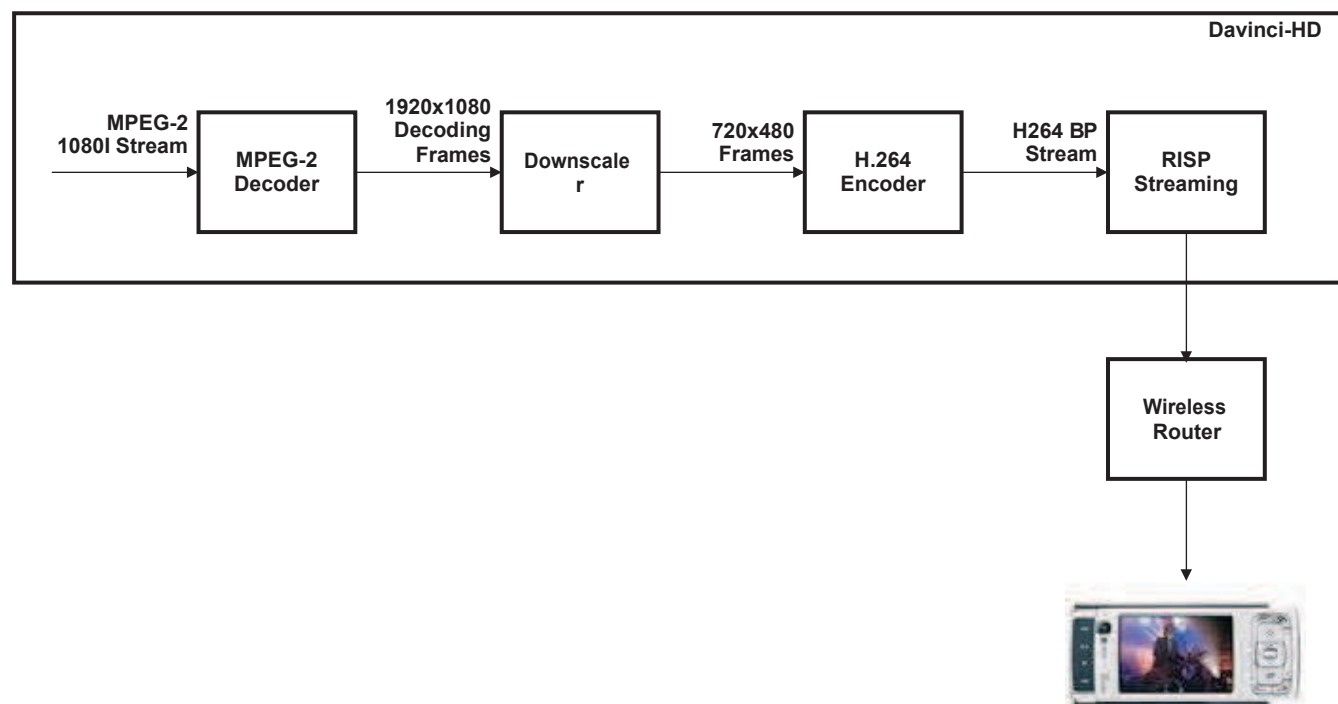 Davinci-HD
MPEG-2
1080I Stream
MPEG-2
Decoder
1920x1080
Decoding
Frames
Downscale
r
720x480
Frames
H.264
Encoder
H264 BP
Stream
RISP
Streaming
Wireless
Router